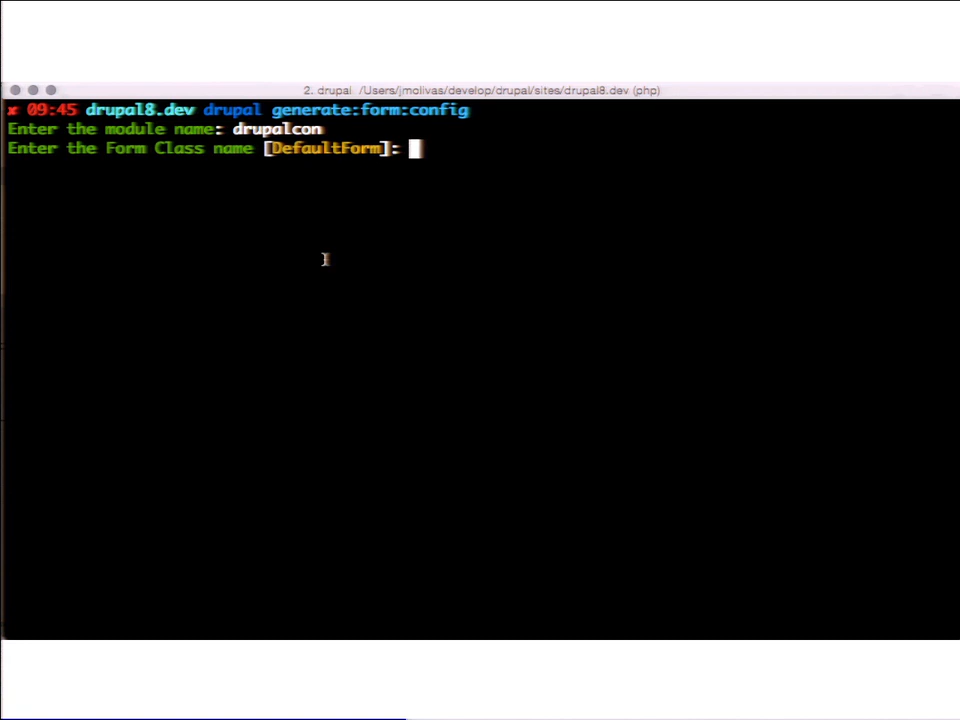 2. drupal /Users/jmolivas/develop/drupal/sites/drupal8.dev (php)
x 09:45 drupal8.dev drupal generate:form:config
Enter the module name: drupalcon
Enter the Form Class name [DefaultForm]: